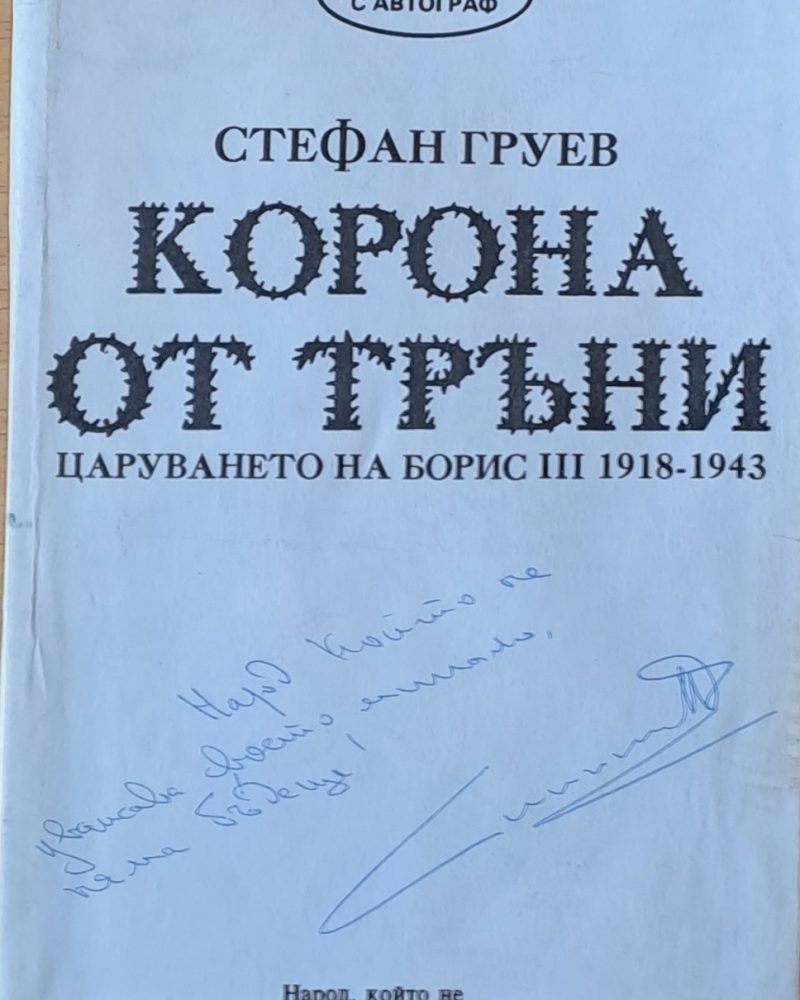 С АВТОГРАФ
СТЕФАН ГРУЕВ
КОРОНА
ОТ ТРЪНИ
ЦАРУВАНЕТО НА БОРИС III 1918-1943
Народ който не
уважава своето минало,
няма бъдеще!
Народ, който не